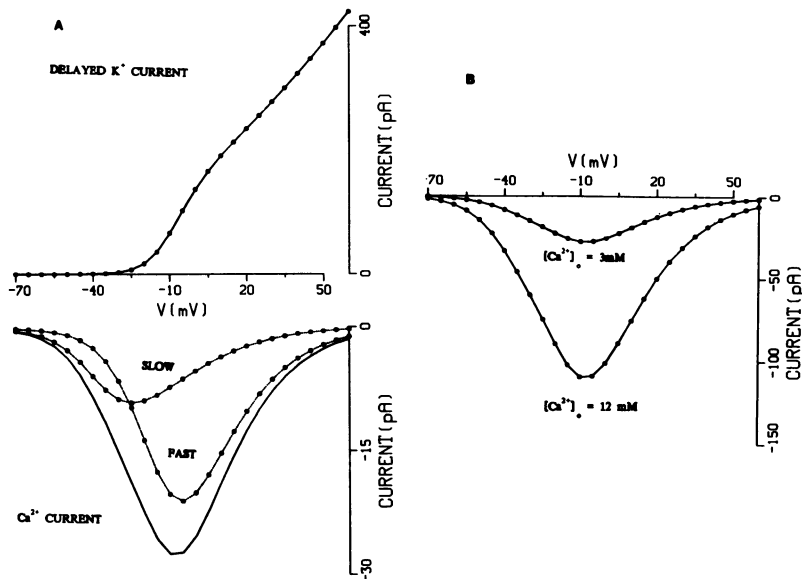 A
DELAYED K⁺ CURRENT
400
CURRENT(pA)
0
-70 -40 -10 20 50
V(mV)
0
SLOW
FAST
-15
CURRENT(pA)
Ca²⁺ CURRENT
-30
B
V(mV)
-70 -40 -10 20 50
0
[Ca²⁺]ₒ = 3mM
-50
CURRENT(pA)
-100
[Ca²⁺]ₒ = 12 mM
-150